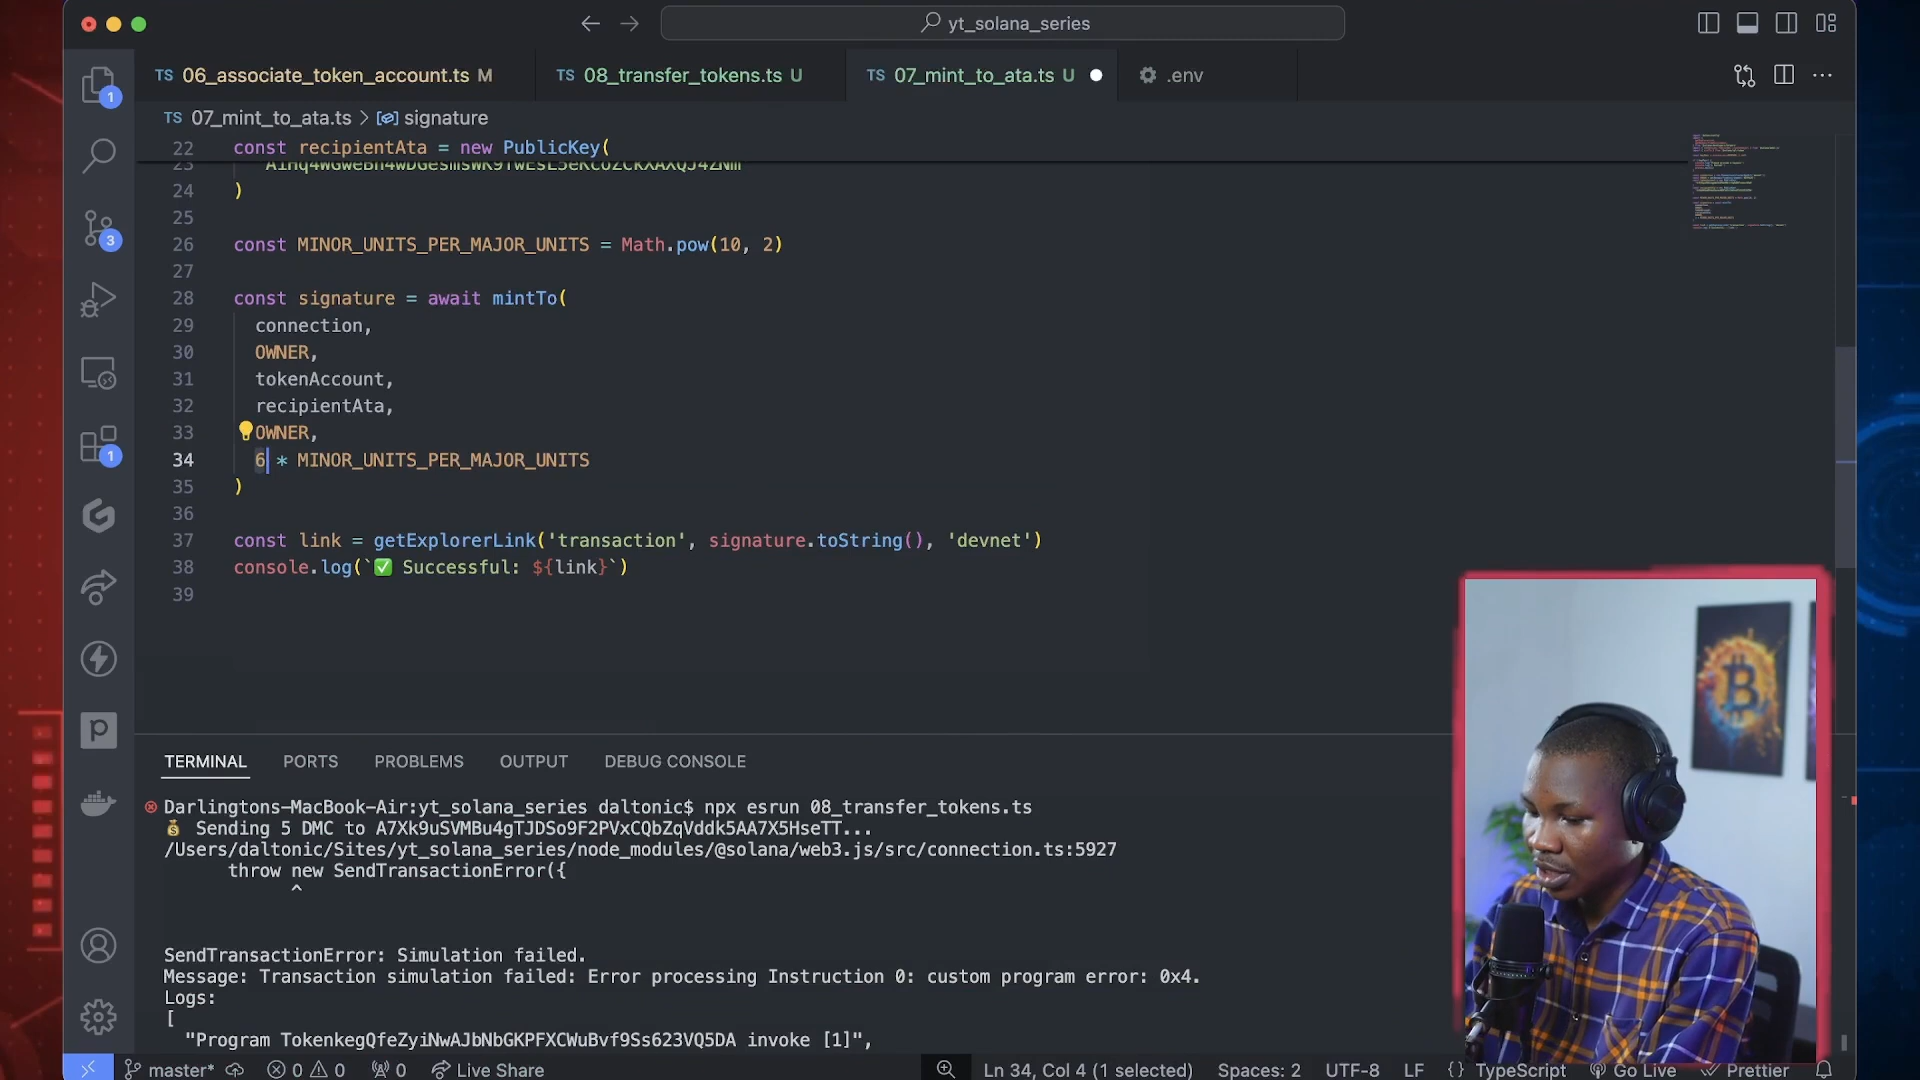 yt_solana_series
TS 06_associate_token_account.ts M
TS 08_transfer_tokens.ts U
TS 07_mint_to_ata.ts U
.env
TS 07_mint_to_ata.ts > signature
22 const recipientAta = new PublicKey(
23
24 )
25
26 const MINOR_UNITS_PER_MAJOR_UNITS = Math.pow(10, 2)
27
28 const signature = await mintTo(
29 connection,
30 OWNER,
31 tokenAccount,
32 recipientAta,
33 OWNER,
34 6 * MINOR_UNITS_PER_MAJOR_UNITS
35 )
36
37 const link = getExplorerLink('transaction', signature.toString(), 'devnet')
38 console.log(`✅ Successful: ${link}`)
39
TERMINAL PORTS PROBLEMS OUTPUT DEBUG CONSOLE
Darlingtons-MacBook-Air:yt_solana_series daltonic$ npx esrun 08_transfer_tokens.ts
💰 Sending 5 DMC to A7Xk9uSVMBu4gTJDSo9F2PVxCQbZqVddk5AA7X5HseTT...
/Users/daltonic/Sites/yt_solana_series/node_modules/@solana/web3.js/src/connection.ts:5927
throw new SendTransactionError({
^
SendTransactionError: Simulation failed.
Message: Transaction simulation failed: Error processing Instruction 0: custom program error: 0x4.
Logs:
[
"Program TokenkegQfeZyiNwAJbNbGKPFXCWuBvf9Ss623VQ5DA invoke [1]",
master* 0 0 0 Live Share Ln 34, Col 4 (1 selected) Spaces: 2 UTF-8 LF {} TypeScript Go Live Prettier
1
3
1